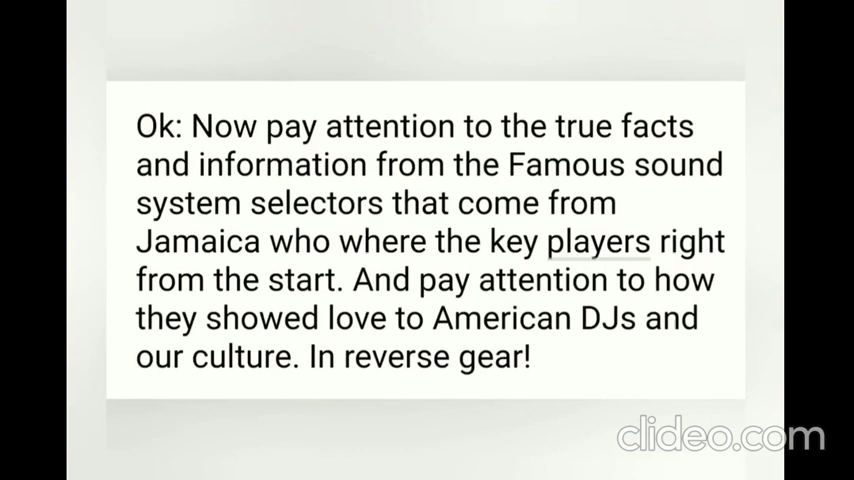 Ok: Now pay attention to the true facts
and information from the Famous sound
system selectors that come from
Jamaica who where the key players right
from the start. And pay attention to how
they showed love to American DJs and
our culture. In reverse gear!
clideo.com